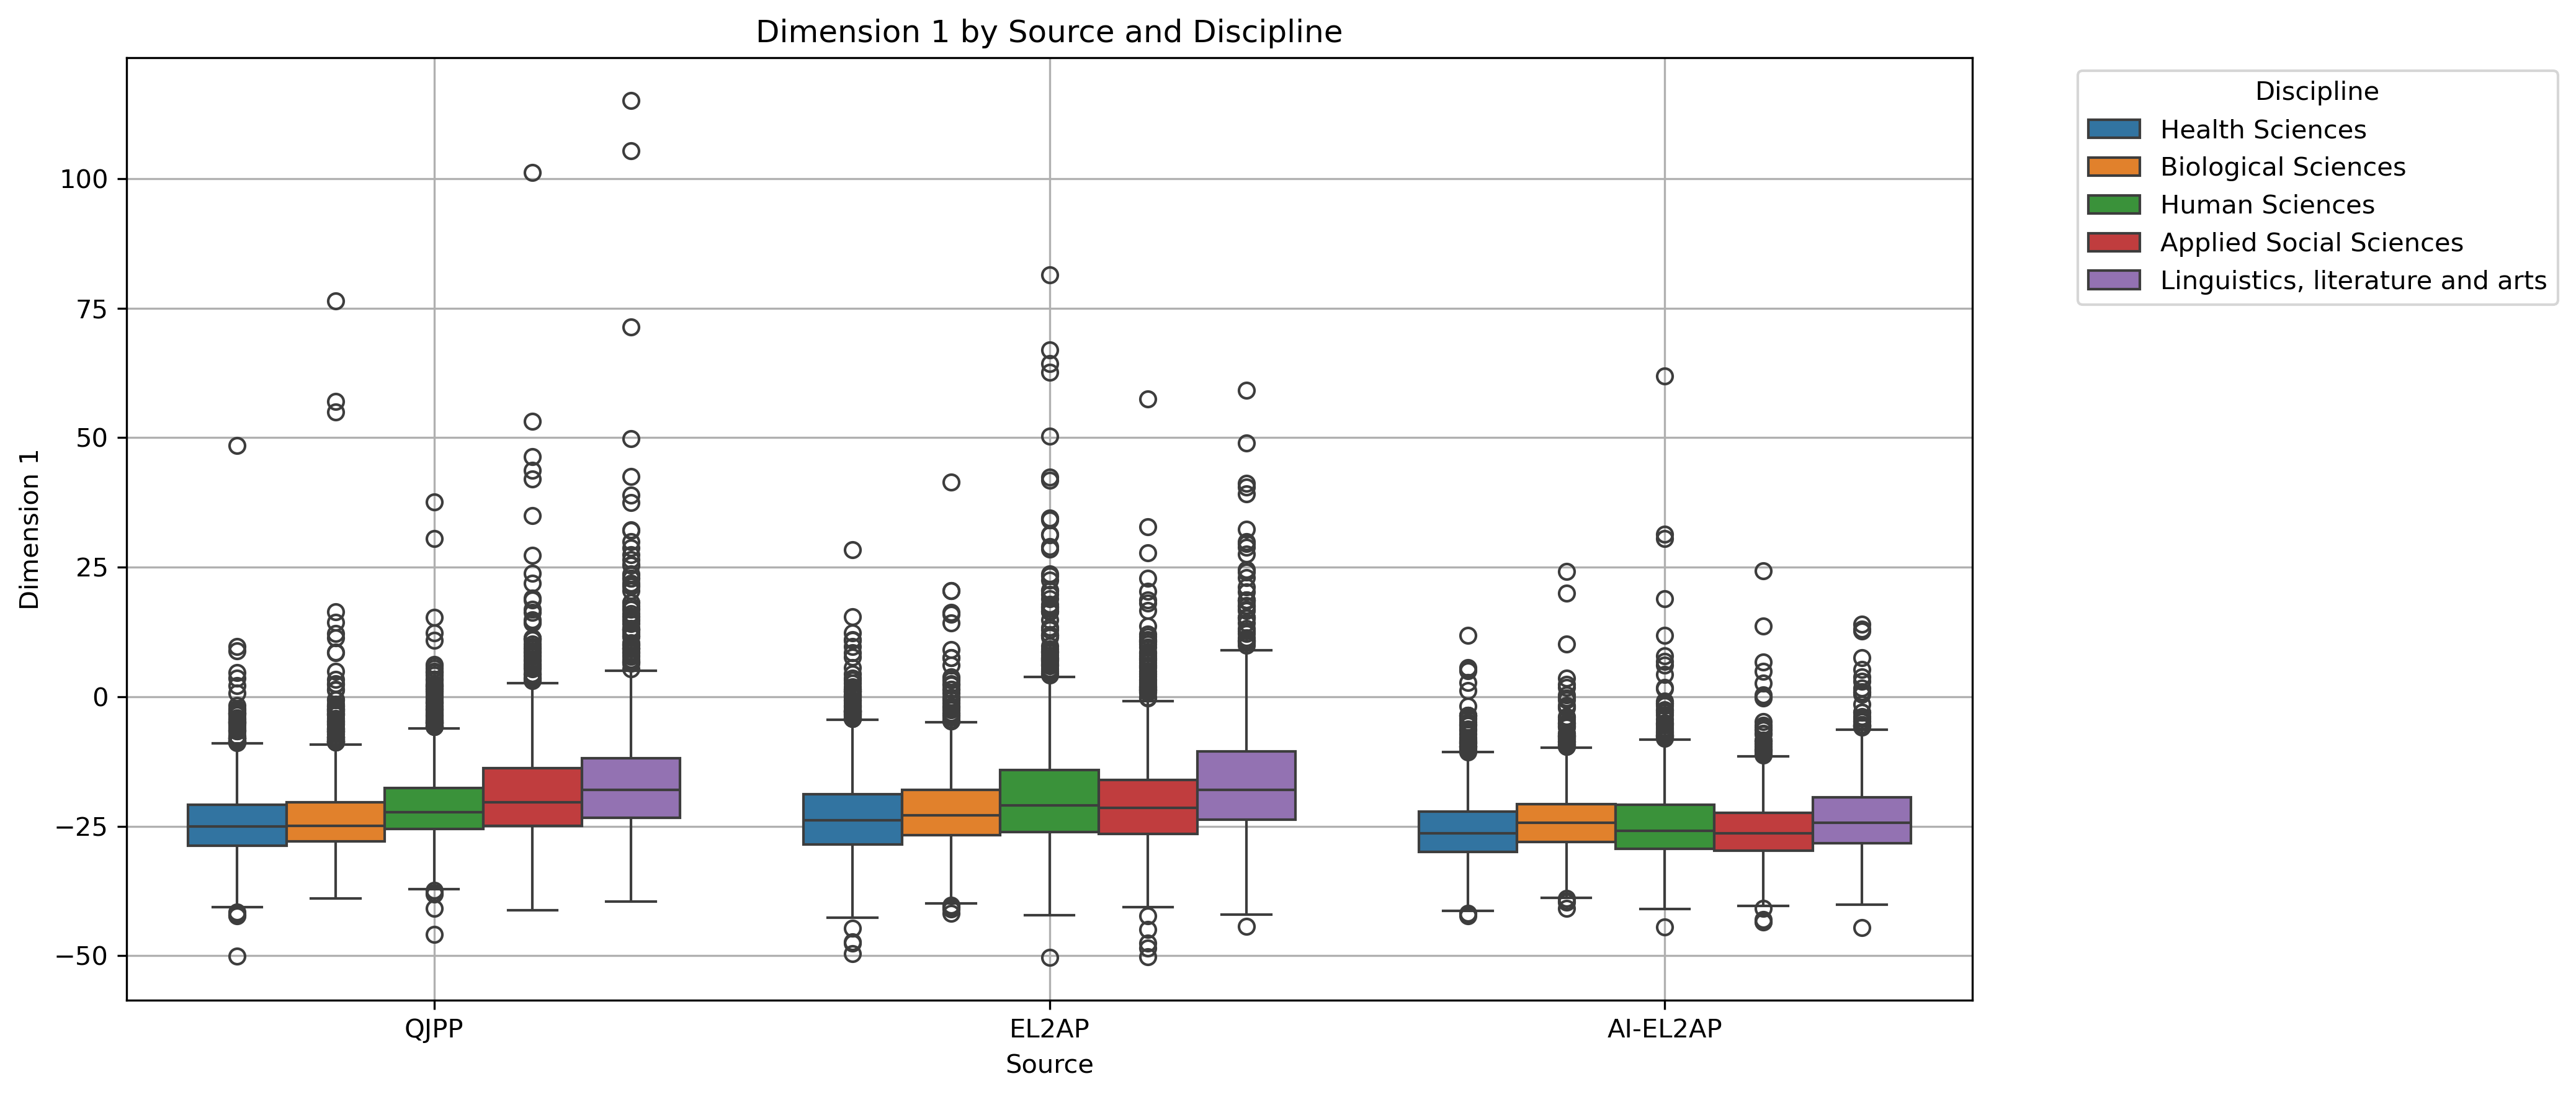 Dimension 1 by Source and Discipline
Dimension 1
100
75
50
25
0
−25
−50
QJPP
EL2AP
AI-EL2AP
Source
Discipline
Health Sciences
Biological Sciences
Human Sciences
Applied Social Sciences
Linguistics, literature and arts